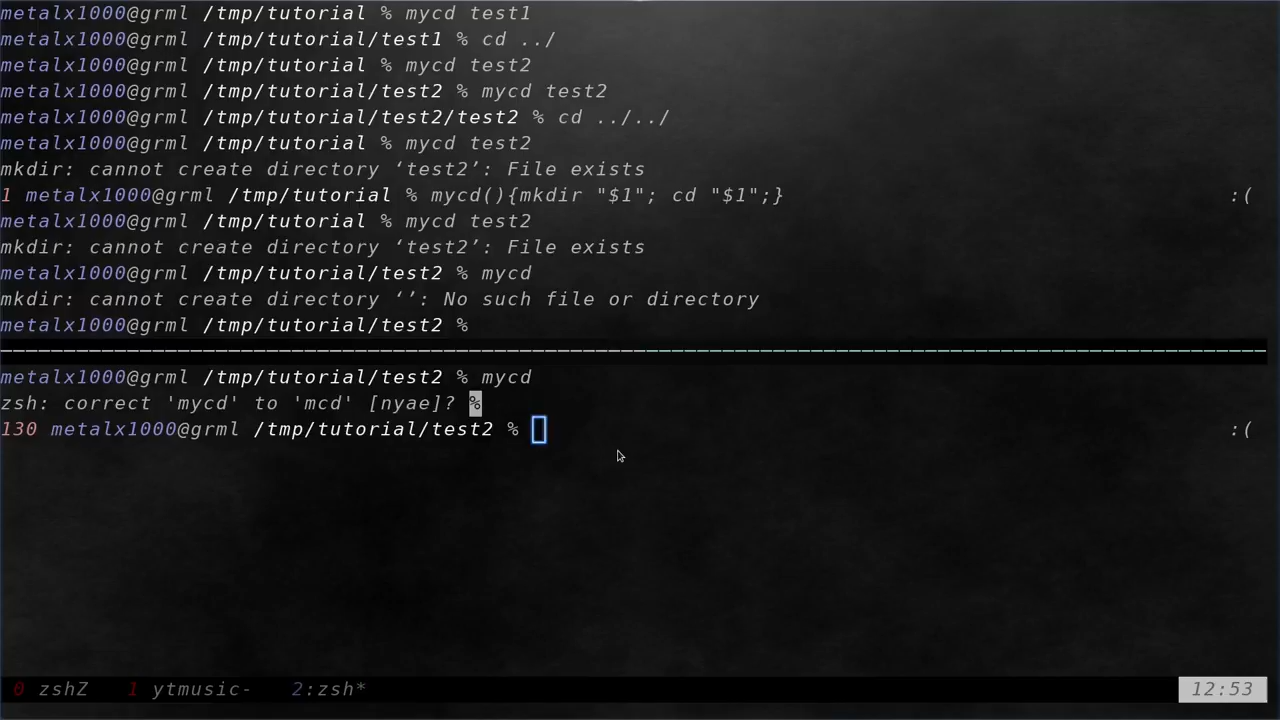 metalx1000@grml /tmp/tutorial % mycd test1
metalx1000@grml /tmp/tutorial/test1 % cd ../
metalx1000@grml /tmp/tutorial % mycd test2
metalx1000@grml /tmp/tutorial/test2 % mycd test2
metalx1000@grml /tmp/tutorial/test2/test2 % cd ../../
metalx1000@grml /tmp/tutorial % mycd test2
mkdir: cannot create directory ‘test2’: File exists
1 metalx1000@grml /tmp/tutorial % mycd(){mkdir "$1"; cd "$1";} :(
metalx1000@grml /tmp/tutorial % mycd test2
mkdir: cannot create directory ‘test2’: File exists
metalx1000@grml /tmp/tutorial/test2 % mycd
mkdir: cannot create directory ‘’: No such file or directory
metalx1000@grml /tmp/tutorial/test2 %
metalx1000@grml /tmp/tutorial/test2 % mycd
zsh: correct 'mycd' to 'mcd' [nyae]? %
130 metalx1000@grml /tmp/tutorial/test2 % :(
0 zshZ 1 ytmusic- 2:zsh* 12:53